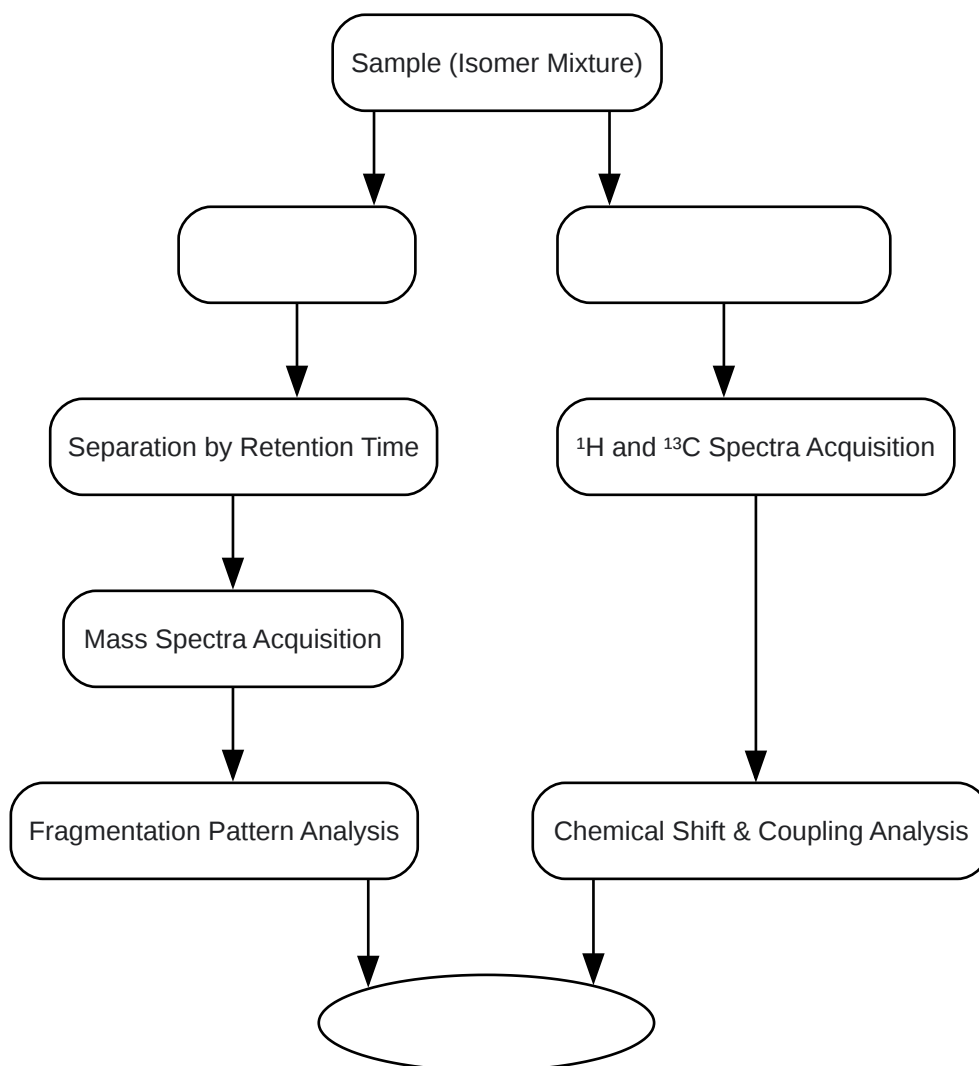 Sample (Isomer Mixture)
Separation by Retention Time
¹H and ¹³C Spectra Acquisition
Mass Spectra Acquisition
Fragmentation Pattern Analysis
Chemical Shift & Coupling Analysis